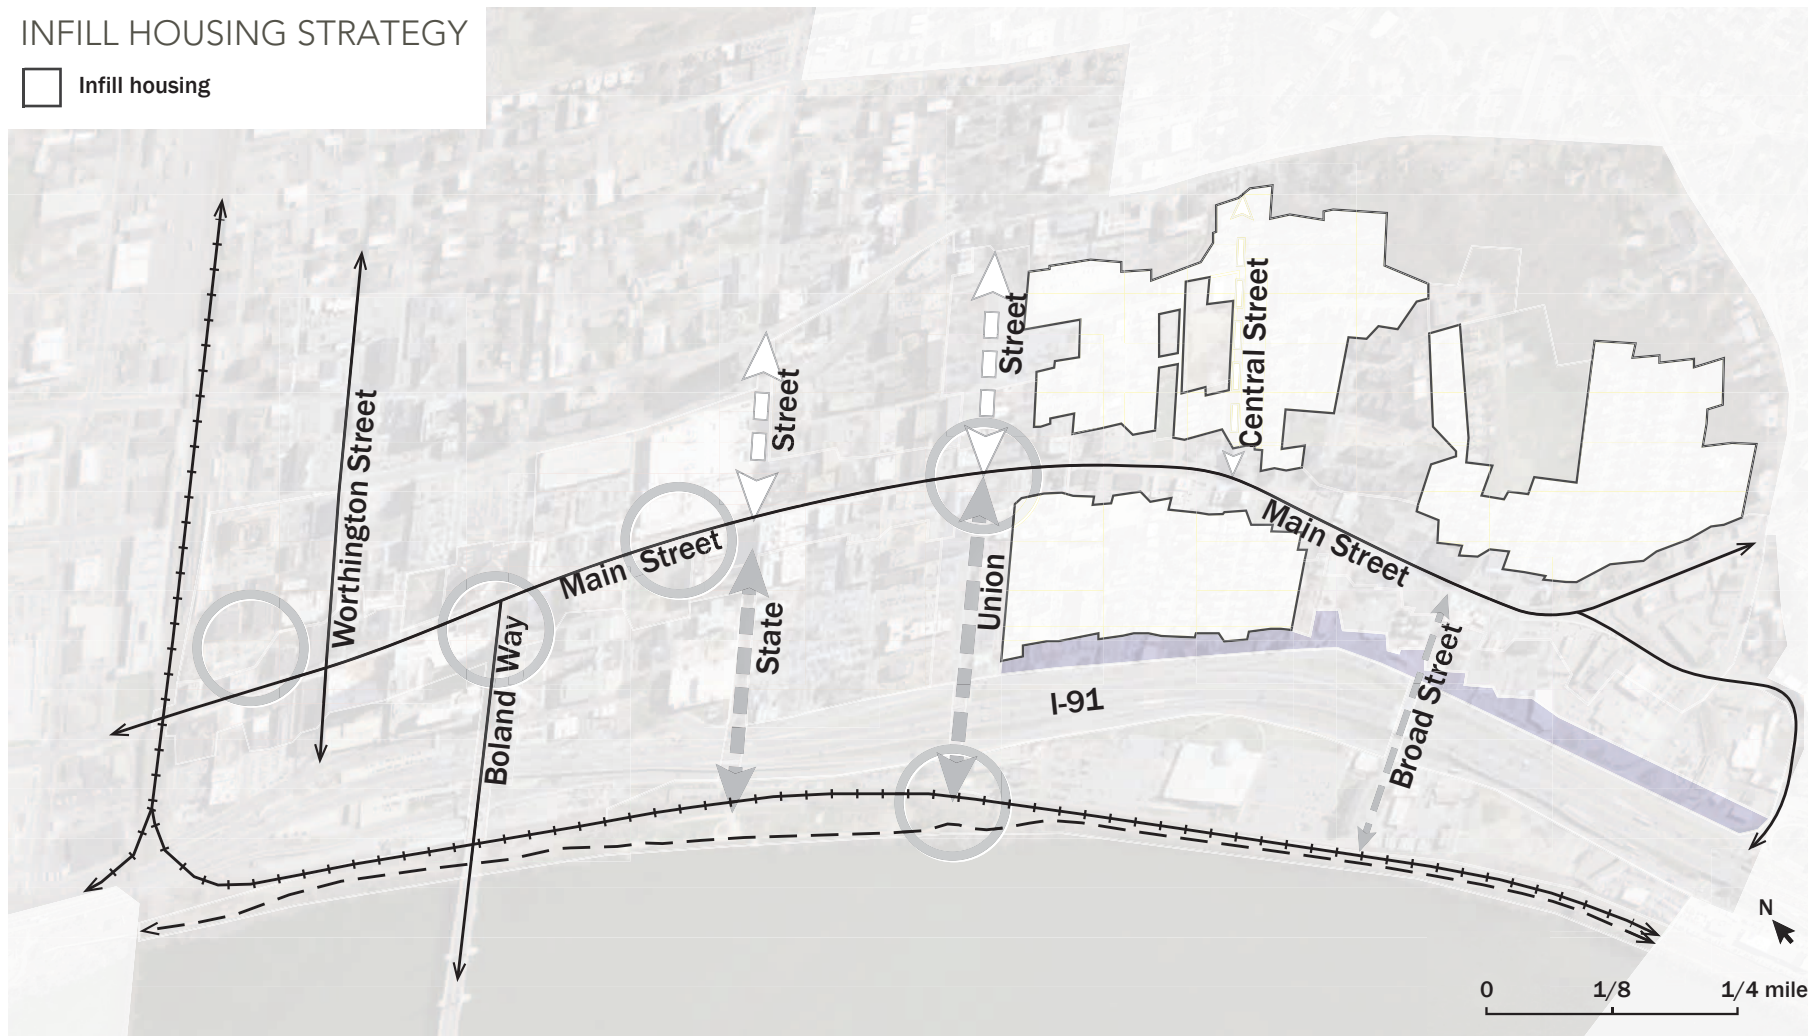 INFILL HOUSING STRATEGY
Infill housing
Worthington Street
Main Street
Boland Way
Street
State
Street
Union
Central Street
Main Street
Broad Street
I-91
N
0 1/8 1/4 mile